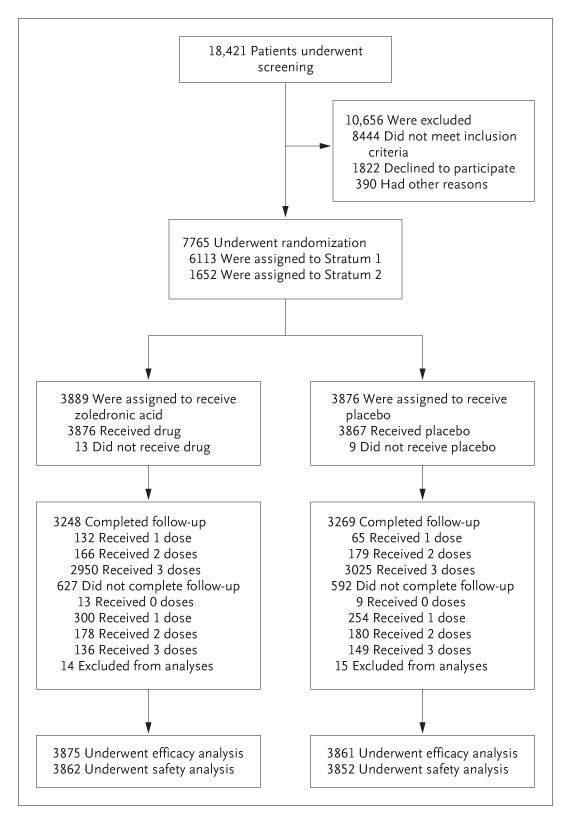 18,421 Patients underwent
screening
10,656 Were excluded
8444 Did not meet inclusion
criteria
1822 Declined to participate
390 Had other reasons
7765 Underwent randomization
6113 Were assigned to Stratum 1
1652 Were assigned to Stratum 2
3889 Were assigned to receive
zoledronic acid
3876 Received drug
13 Did not receive drug
3876 Were assigned to receive
placebo
3867 Received placebo
9 Did not receive placebo
3248 Completed follow-up
132 Received 1 dose
166 Received 2 doses
2950 Received 3 doses
627 Did not complete follow-up
13 Received 0 doses
300 Received 1 dose
178 Received 2 doses
136 Received 3 doses
14 Excluded from analyses
3269 Completed follow-up
65 Received 1 dose
179 Received 2 doses
3025 Received 3 doses
592 Did not complete follow-up
9 Received 0 doses
254 Received 1 dose
180 Received 2 doses
149 Received 3 doses
15 Excluded from analyses
3875 Underwent efficacy analysis
3862 Underwent safety analysis
3861 Underwent efficacy analysis
3852 Underwent safety analysis